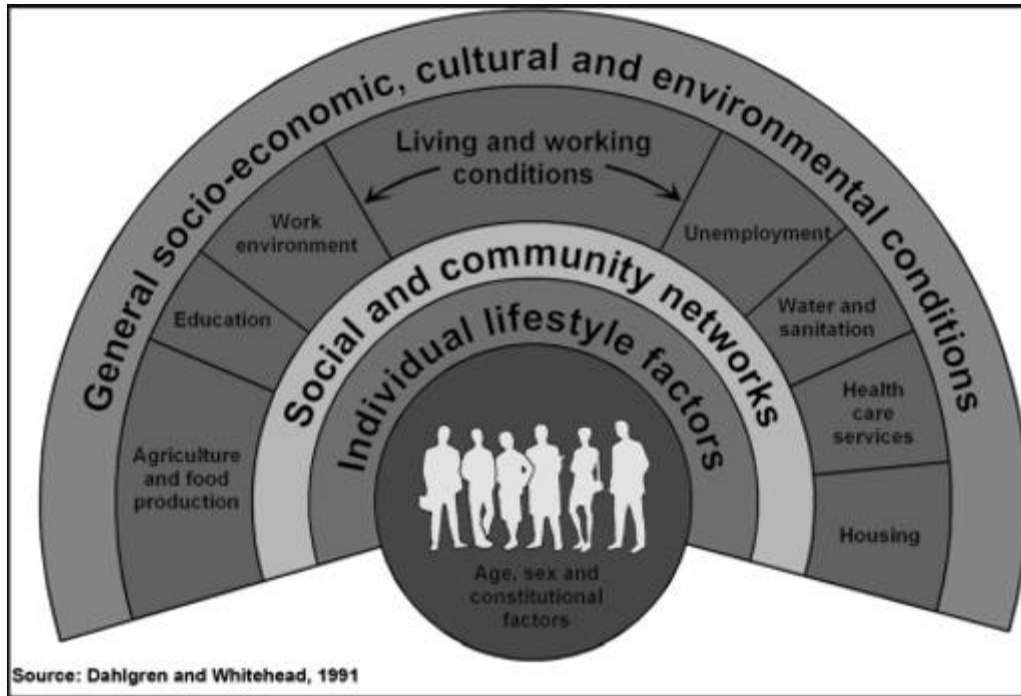 General socio-economic, cultural and environmental conditions
Living and working
conditions
Work
environment
Unemployment
Education
Water and
sanitation
Agriculture
and food
production
Health
care
services
Housing
Social and community networks
Individual lifestyle factors
Age, sex and
constitutional
factors
Source: Dahlgren and Whitehead, 1991